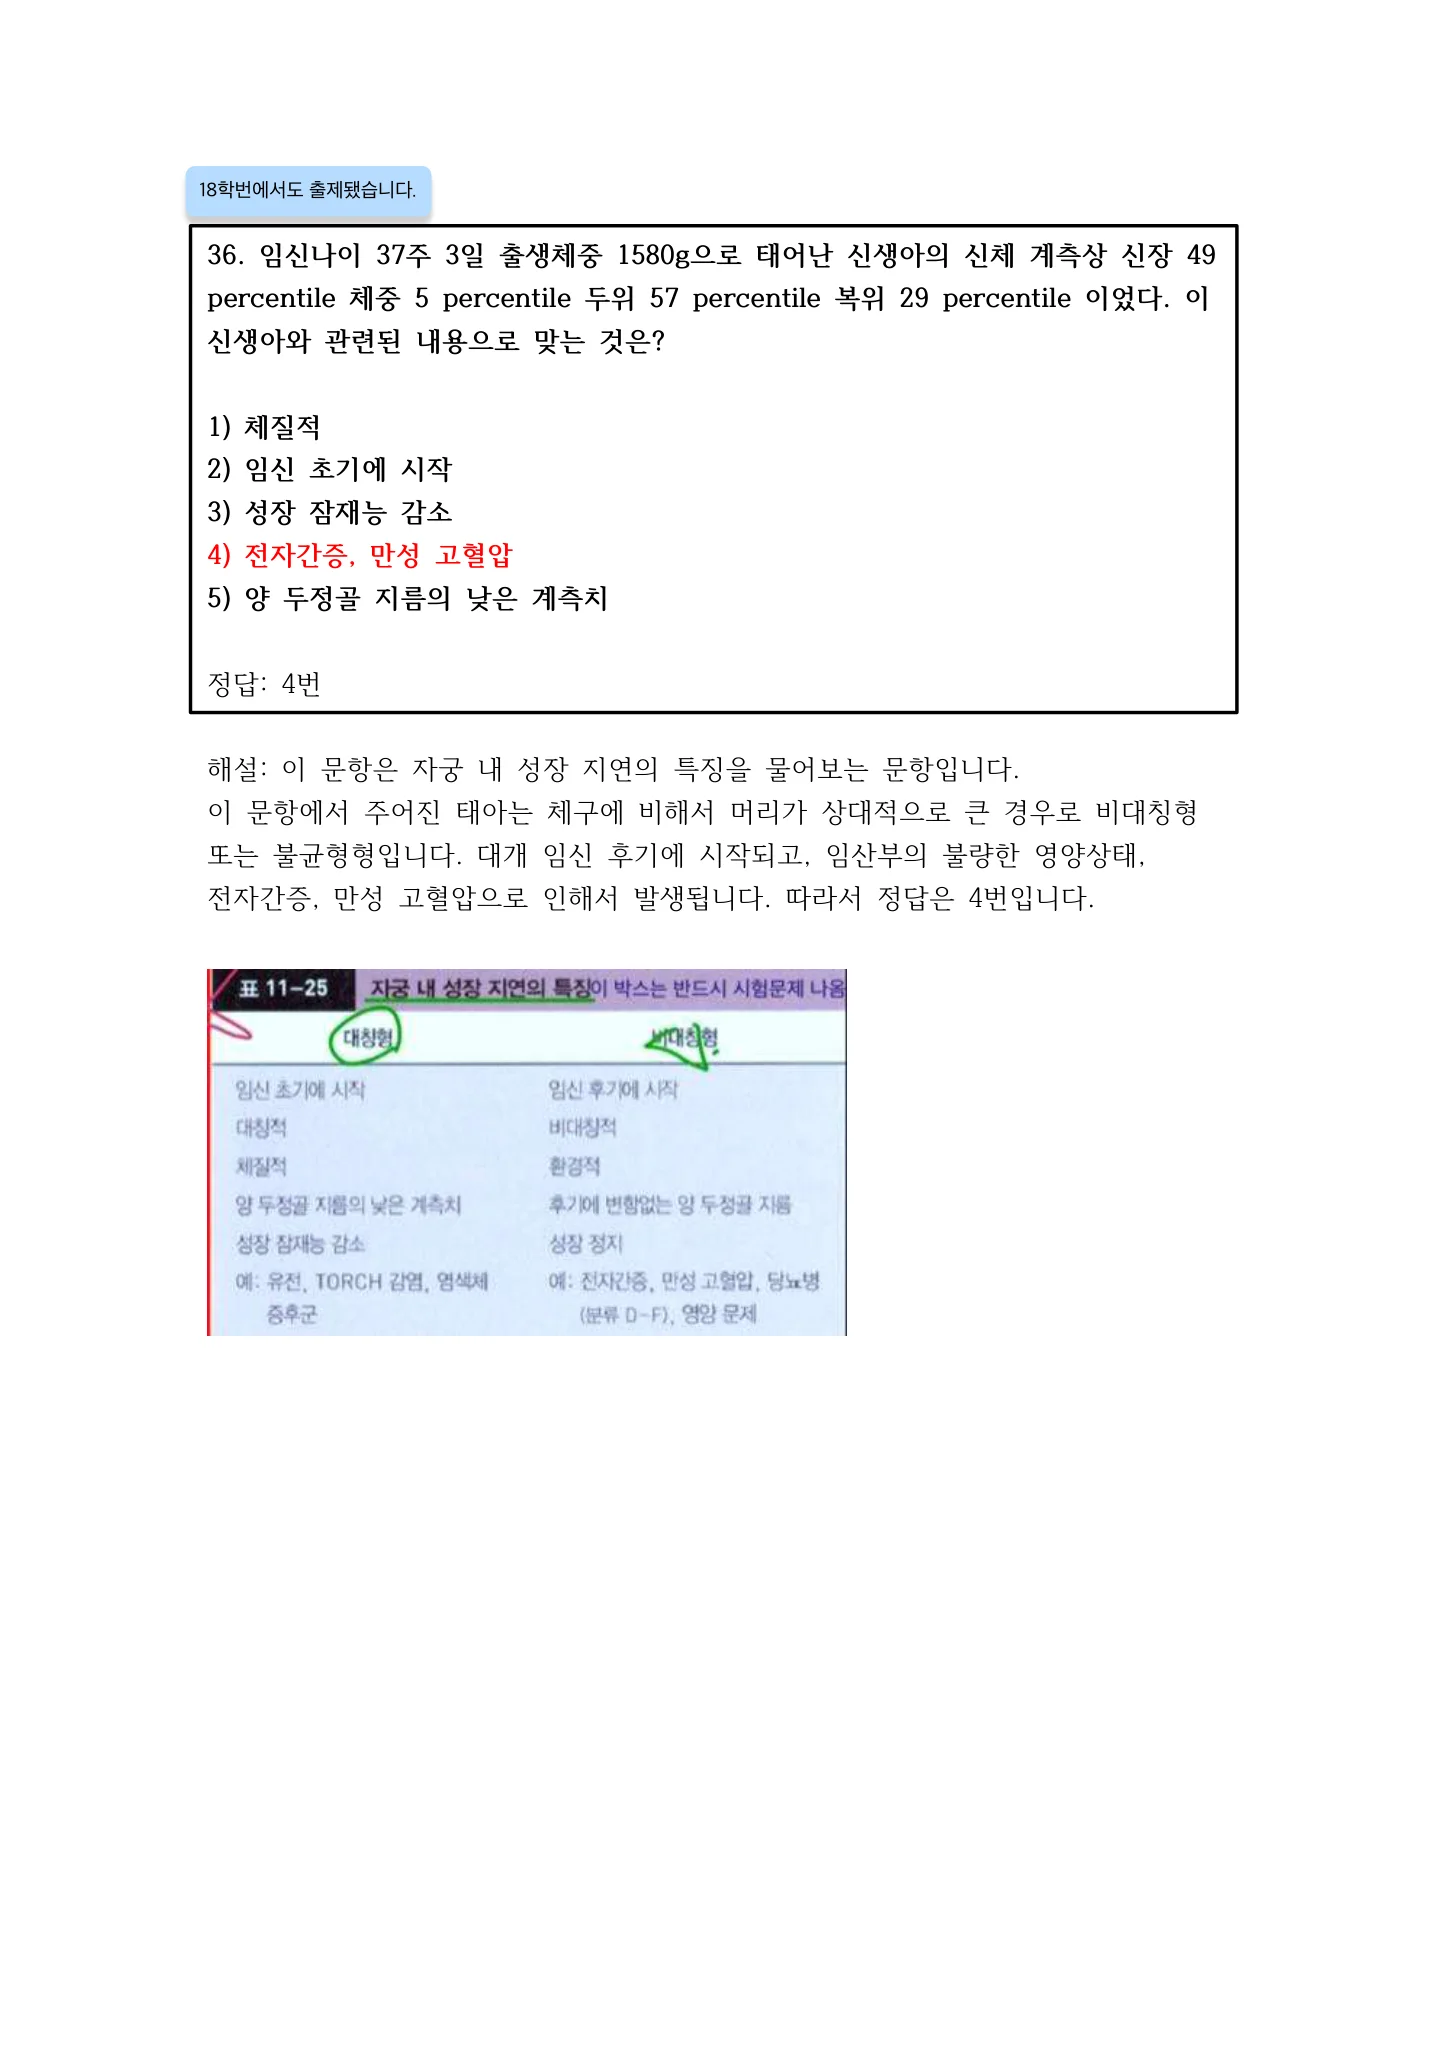 18학번에서도 출제됐습니다.
36. 임신나이 37주 3일 출생체중 1580g으로 태어난 신생아의 신체 계측상 신장 49
percentile 체중 5 percentile 두위 57 percentile 복위 29 percentile 이었다. 이
신생아와 관련된 내용으로 맞는 것은?
1) 체질적
2) 임신 초기에 시작
3) 성장 잠재능 감소
4) 전자간증, 만성 고혈압
5) 양 두정골 지름의 낮은 계측치
정답: 4번
해설: 이 문항은 자궁 내 성장 지연의 특징을 물어보는 문항입니다.
이 문항에서 주어진 태아는 체구에 비해서 머리가 상대적으로 큰 경우로 비대칭형
또는 불균형형입니다. 대개 임신 후기에 시작되고, 임산부의 불량한 영양상태,
전자간증, 만성 고혈압으로 인해서 발생됩니다. 따라서 정답은 4번입니다.
표 11-25 자궁 내 성장 지연의 특징이 박스는 반드시 시험문제 나옴
대칭형 비대칭형
임신 초기에 시작 임신 후기에 시작
대칭적 비대칭적
체질적 환경적
양 두정골 지름의 낮은 계측치 후기에 변함없는 양 두정골 지름
성장 잠재능 감소 성장 정지
예: 유전, TORCH 감염, 염색체 예: 전자간증, 만성 고혈압, 당뇨병
증후군 (분류 D-F), 영양 문제